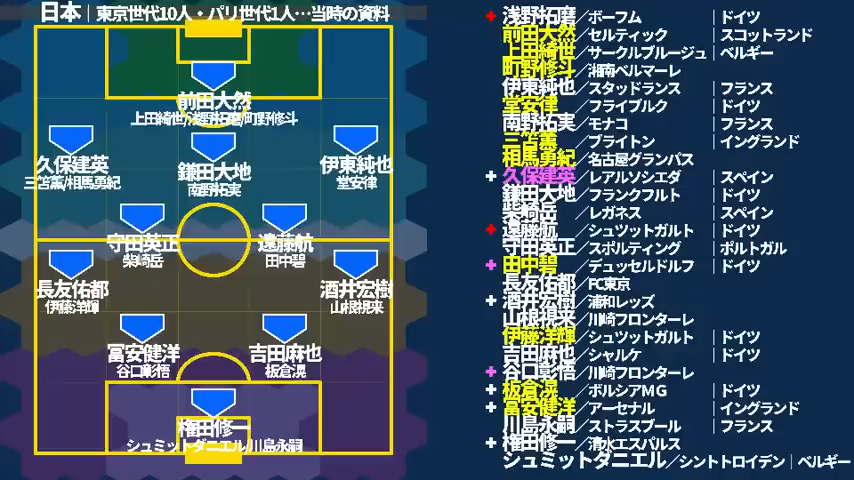 日本｜東京世代10人・パリ世代1人…当時の資料
前田大然
上田綺世/浅野拓磨/町野修斗
久保建英
三笘薫/相馬勇紀
鎌田大地
南野拓実
伊東純也
堂安律
守田英正
柴崎岳
遠藤航
田中碧
長友佑都
伊藤洋輝
酒井宏樹
山根視来
冨安健洋
谷口彰悟
吉田麻也
板倉滉
権田修一
シュミットダニエル/川島永嗣
+ 浅野拓磨／ボーフム｜ドイツ
前田大然／セルティック｜スコットランド
上田綺世／サークルブルージュ｜ベルギー
町野修斗／湘南ベルマーレ
伊東純也／スタッドランス｜フランス
堂安律／フライブルク｜ドイツ
南野拓実／モナコ｜フランス
三笘薫／ブライトン｜イングランド
相馬勇紀／名古屋グランパス
+ 久保建英／レアルソシエダ｜スペイン
鎌田大地／フランクフルト｜ドイツ
柴崎岳／レガネス｜スペイン
+ 遠藤航／シュツットガルト｜ドイツ
守田英正／スポルティング｜ポルトガル
+ 田中碧／デュッセルドルフ｜ドイツ
長友佑都／FC東京
+ 酒井宏樹／浦和レッズ
山根視来／川崎フロンターレ
伊藤洋輝／シュツットガルト｜ドイツ
吉田麻也／シャルケ｜ドイツ
+ 谷口彰悟／川崎フロンターレ
+ 板倉滉／ボルシアMG｜ドイツ
+ 冨安健洋／アーセナル｜イングランド
川島永嗣／ストラスブール｜フランス
+ 権田修一／清水エスパルス
シュミットダニエル／シントトロイデン｜ベルギー